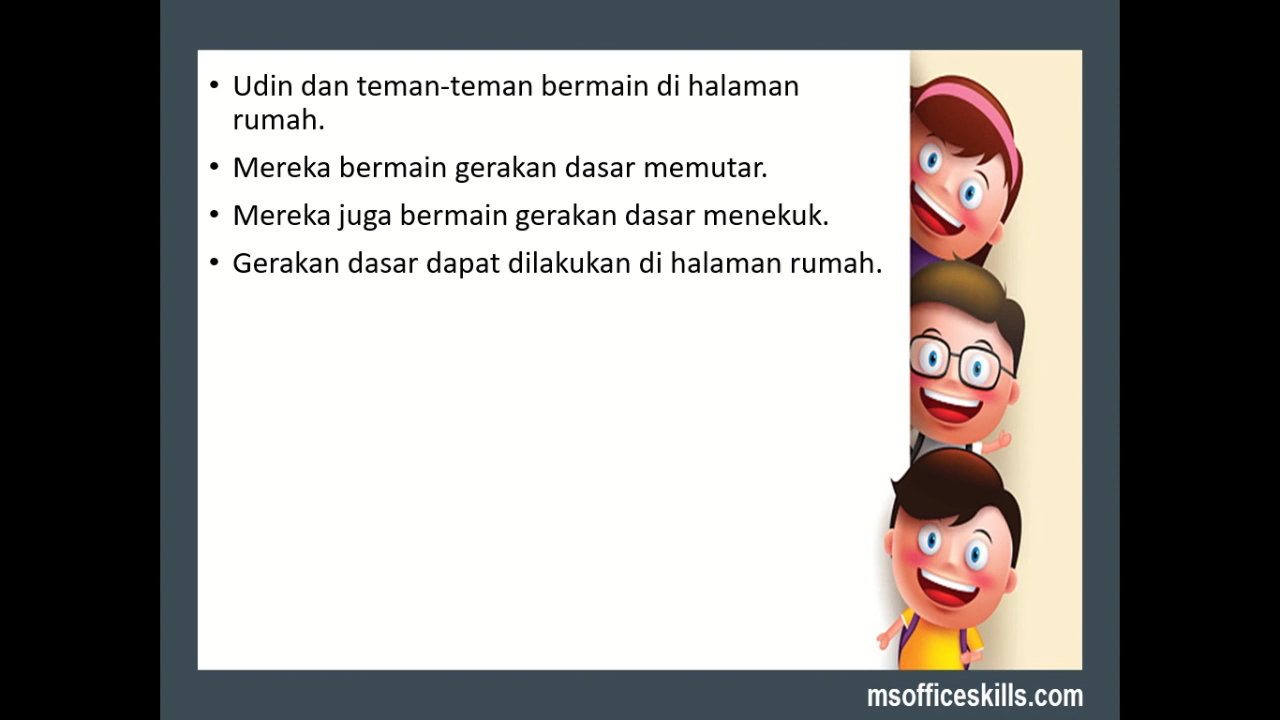 • Udin dan teman-teman bermain di halaman
rumah.
• Mereka bermain gerakan dasar memutar.
• Mereka juga bermain gerakan dasar menekuk.
• Gerakan dasar dapat dilakukan di halaman rumah.
msofficeskills.com